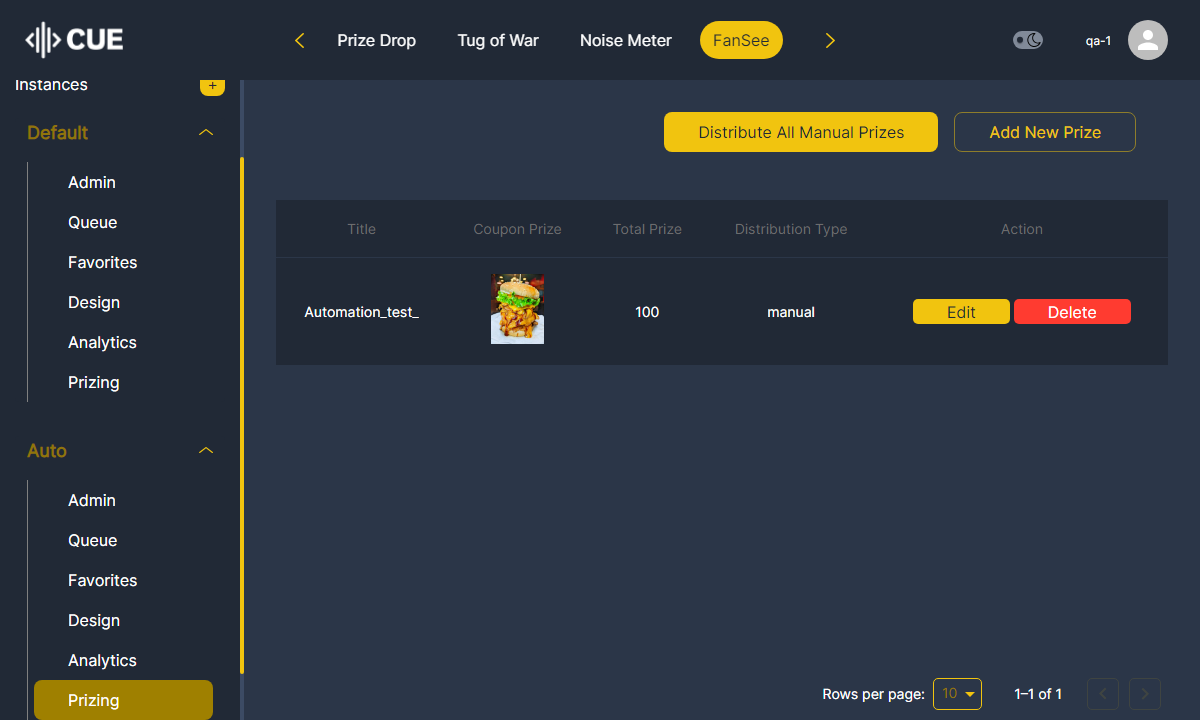 CUE
Prize Drop
Tug of War
Noise Meter
FanSee
qa-1
Instances
+
Default
Admin
Queue
Favorites
Design
Analytics
Prizing
Auto
Admin
Queue
Favorites
Design
Analytics
Prizing
Distribute All Manual Prizes
Add New Prize
Title Coupon Prize Total Prize Distribution Type Action
Automation_test_ 100 manual Edit Delete
Rows per page: 10 1–1 of 1